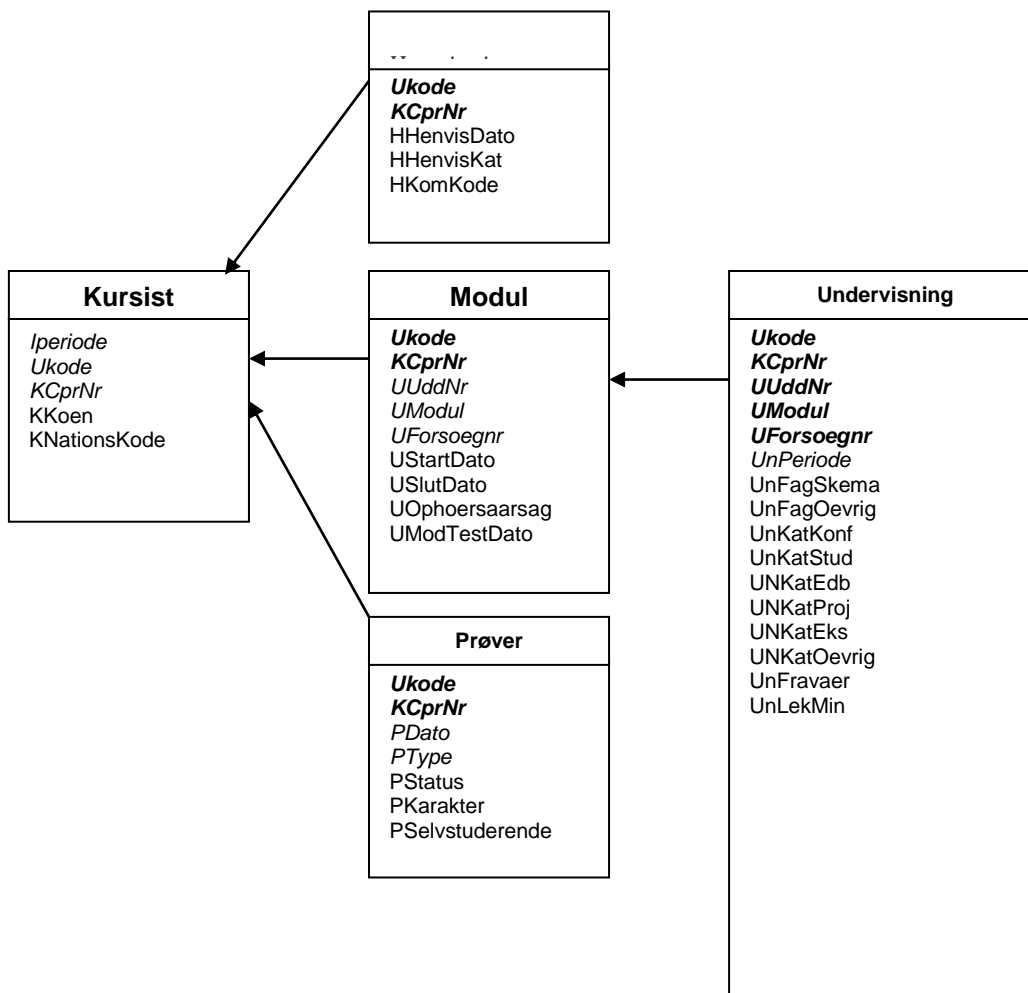 Ukode
KCprNr
HHenvisDato
HHenvisKat
HKomKode
Kursist
Iperiode
Ukode
KCprNr
KKoen
KNationsKode
Modul
Ukode
KCprNr
UUddNr
UModul
UForsoegnr
UStartDato
USlutDato
UOphoersaarsag
UModTestDato
Prøver
Ukode
KCprNr
PDato
PType
PStatus
PKarakter
PSelvstuderende
Undervisning
Ukode
KCprNr
UUddNr
UModul
UForsoegnr
UnPeriode
UnFagSkema
UnFagOevrig
UnKatKonf
UnKatStud
UNKatEdb
UNKatProj
UNKatEks
UNKatOevrig
UnFravaer
UnLekMin